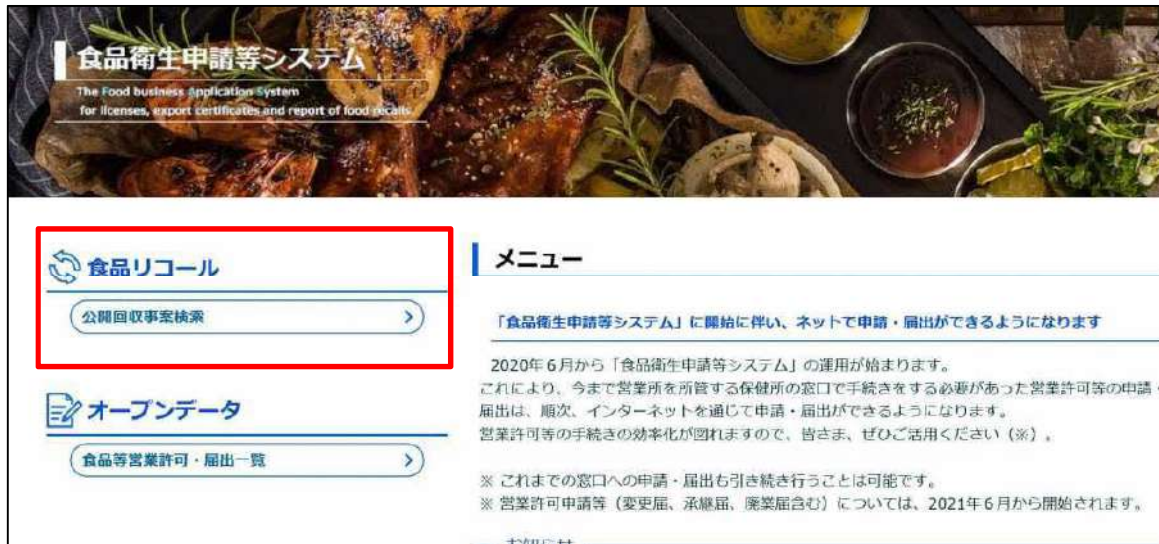 食品衛生申請等システム
The Food business Application System
for licenses, export certificates and report of food recalls
食品リコール
公開回収事案検索
オープンデータ
食品等営業許可・届出一覧
メニュー
「食品衛生申請等システム」に開始に伴い、ネットで申請・届出ができるようになります
2020年6月から「食品衛生申請等システム」の運用が始まります。
これにより、今まで営業所を所管する保健所の窓口で手続きをする必要があった営業許可等の申請・
届出は、順次、インターネットを通じて申請・届出ができるようになります。
営業許可等の手続きの効率化が図れますので、皆さま、ぜひご活用ください（※）。
※ これまでの窓口への申請・届出も引き続き行うことは可能です。
※ 営業許可申請等（変更届、承継届、廃業届含む）については、2021年6月から開始されます。